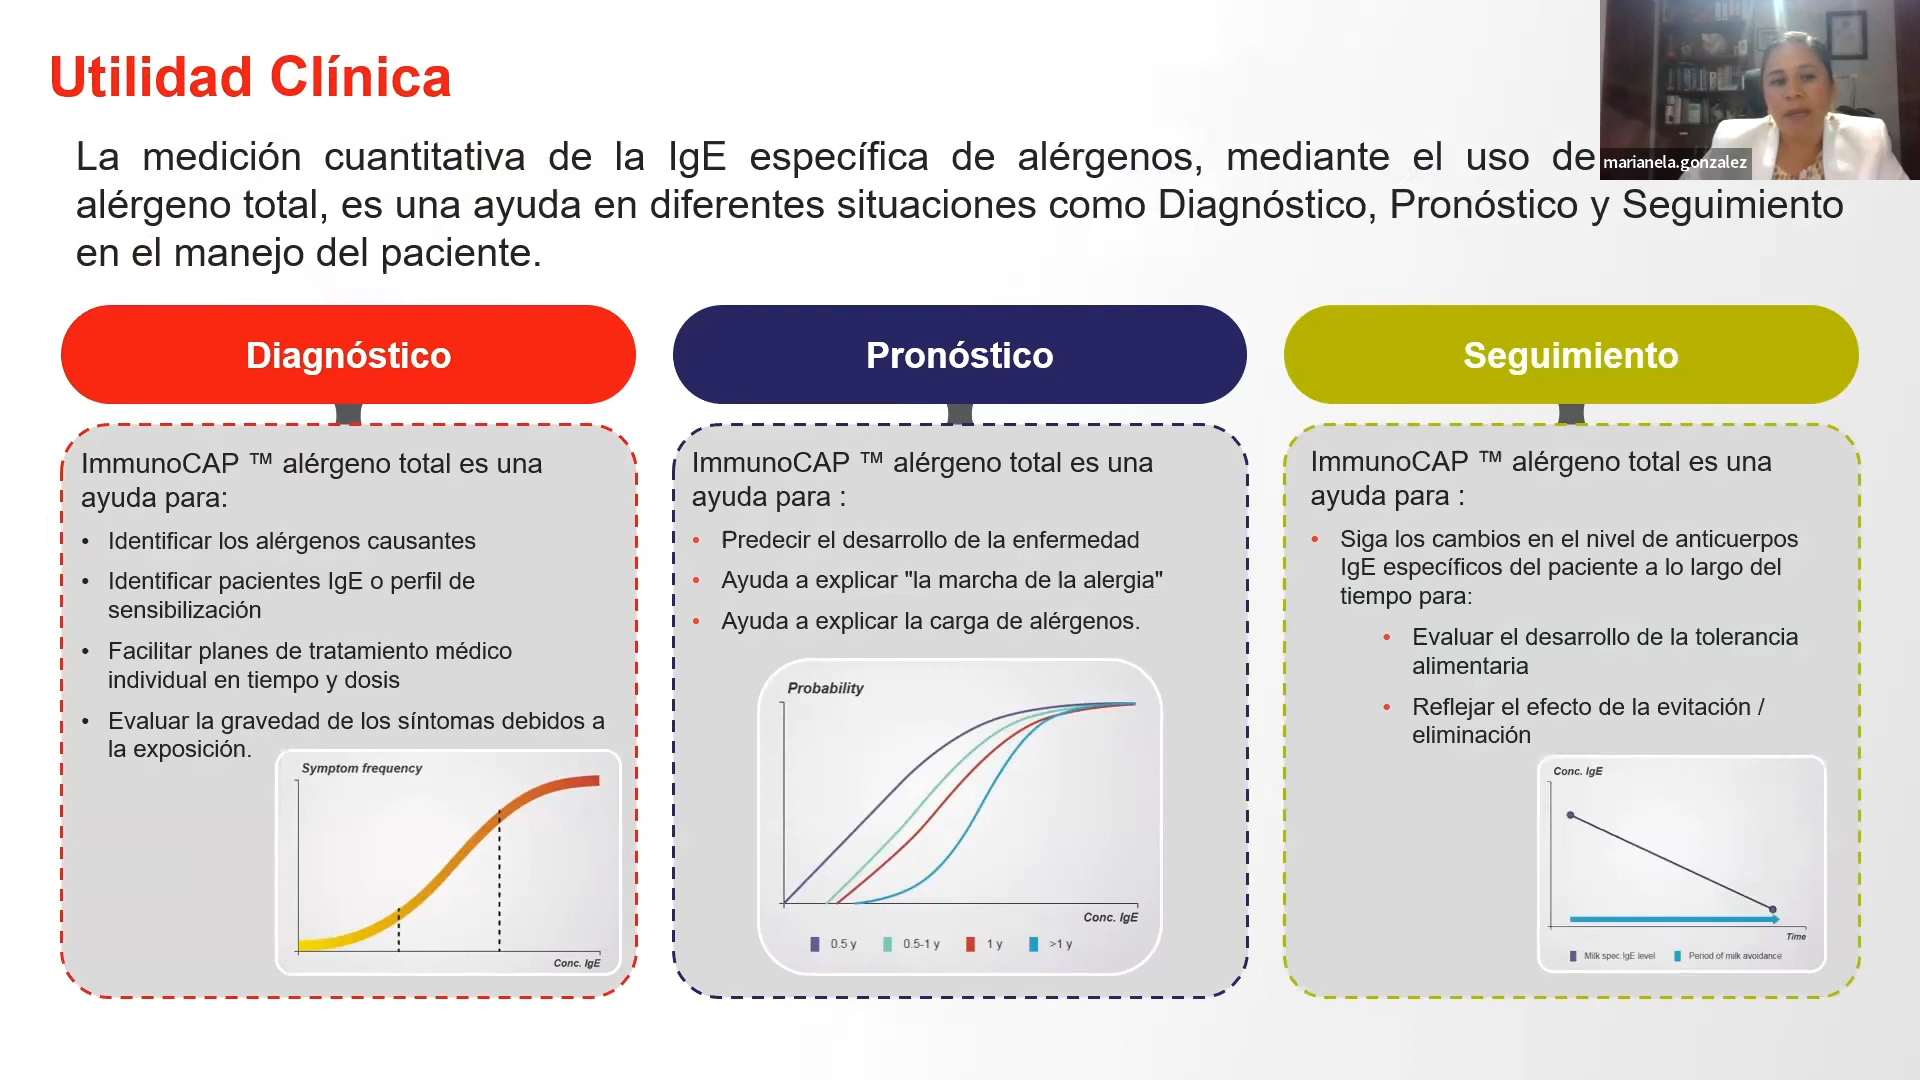 Utilidad Clínica
marianela.gonzalez
La medición cuantitativa de la IgE específica de alérgenos, mediante el uso de
alérgeno total, es una ayuda en diferentes situaciones como Diagnóstico, Pronóstico y Seguimiento
en el manejo del paciente.
Diagnóstico
ImmunoCAP ™ alérgeno total es una
ayuda para:
• Identificar los alérgenos causantes
• Identificar pacientes IgE o perfil de
sensibilización
• Facilitar planes de tratamiento médico
individual en tiempo y dosis
• Evaluar la gravedad de los síntomas debidos a
la exposición.
Symptom frequency
Conc. IgE
Pronóstico
ImmunoCAP ™ alérgeno total es una
ayuda para :
• Predecir el desarrollo de la enfermedad
• Ayuda a explicar "la marcha de la alergia"
• Ayuda a explicar la carga de alérgenos.
Probability
Conc. IgE
0.5 y 0.5-1 y 1 y >1 y
Seguimiento
ImmunoCAP ™ alérgeno total es una
ayuda para :
• Siga los cambios en el nivel de anticuerpos
IgE específicos del paciente a lo largo del
tiempo para:
• Evaluar el desarrollo de la tolerancia
alimentaria
• Reflejar el efecto de la evitación /
eliminación
Conc. IgE
Time
Milk spec.IgE level Period of milk avoidance